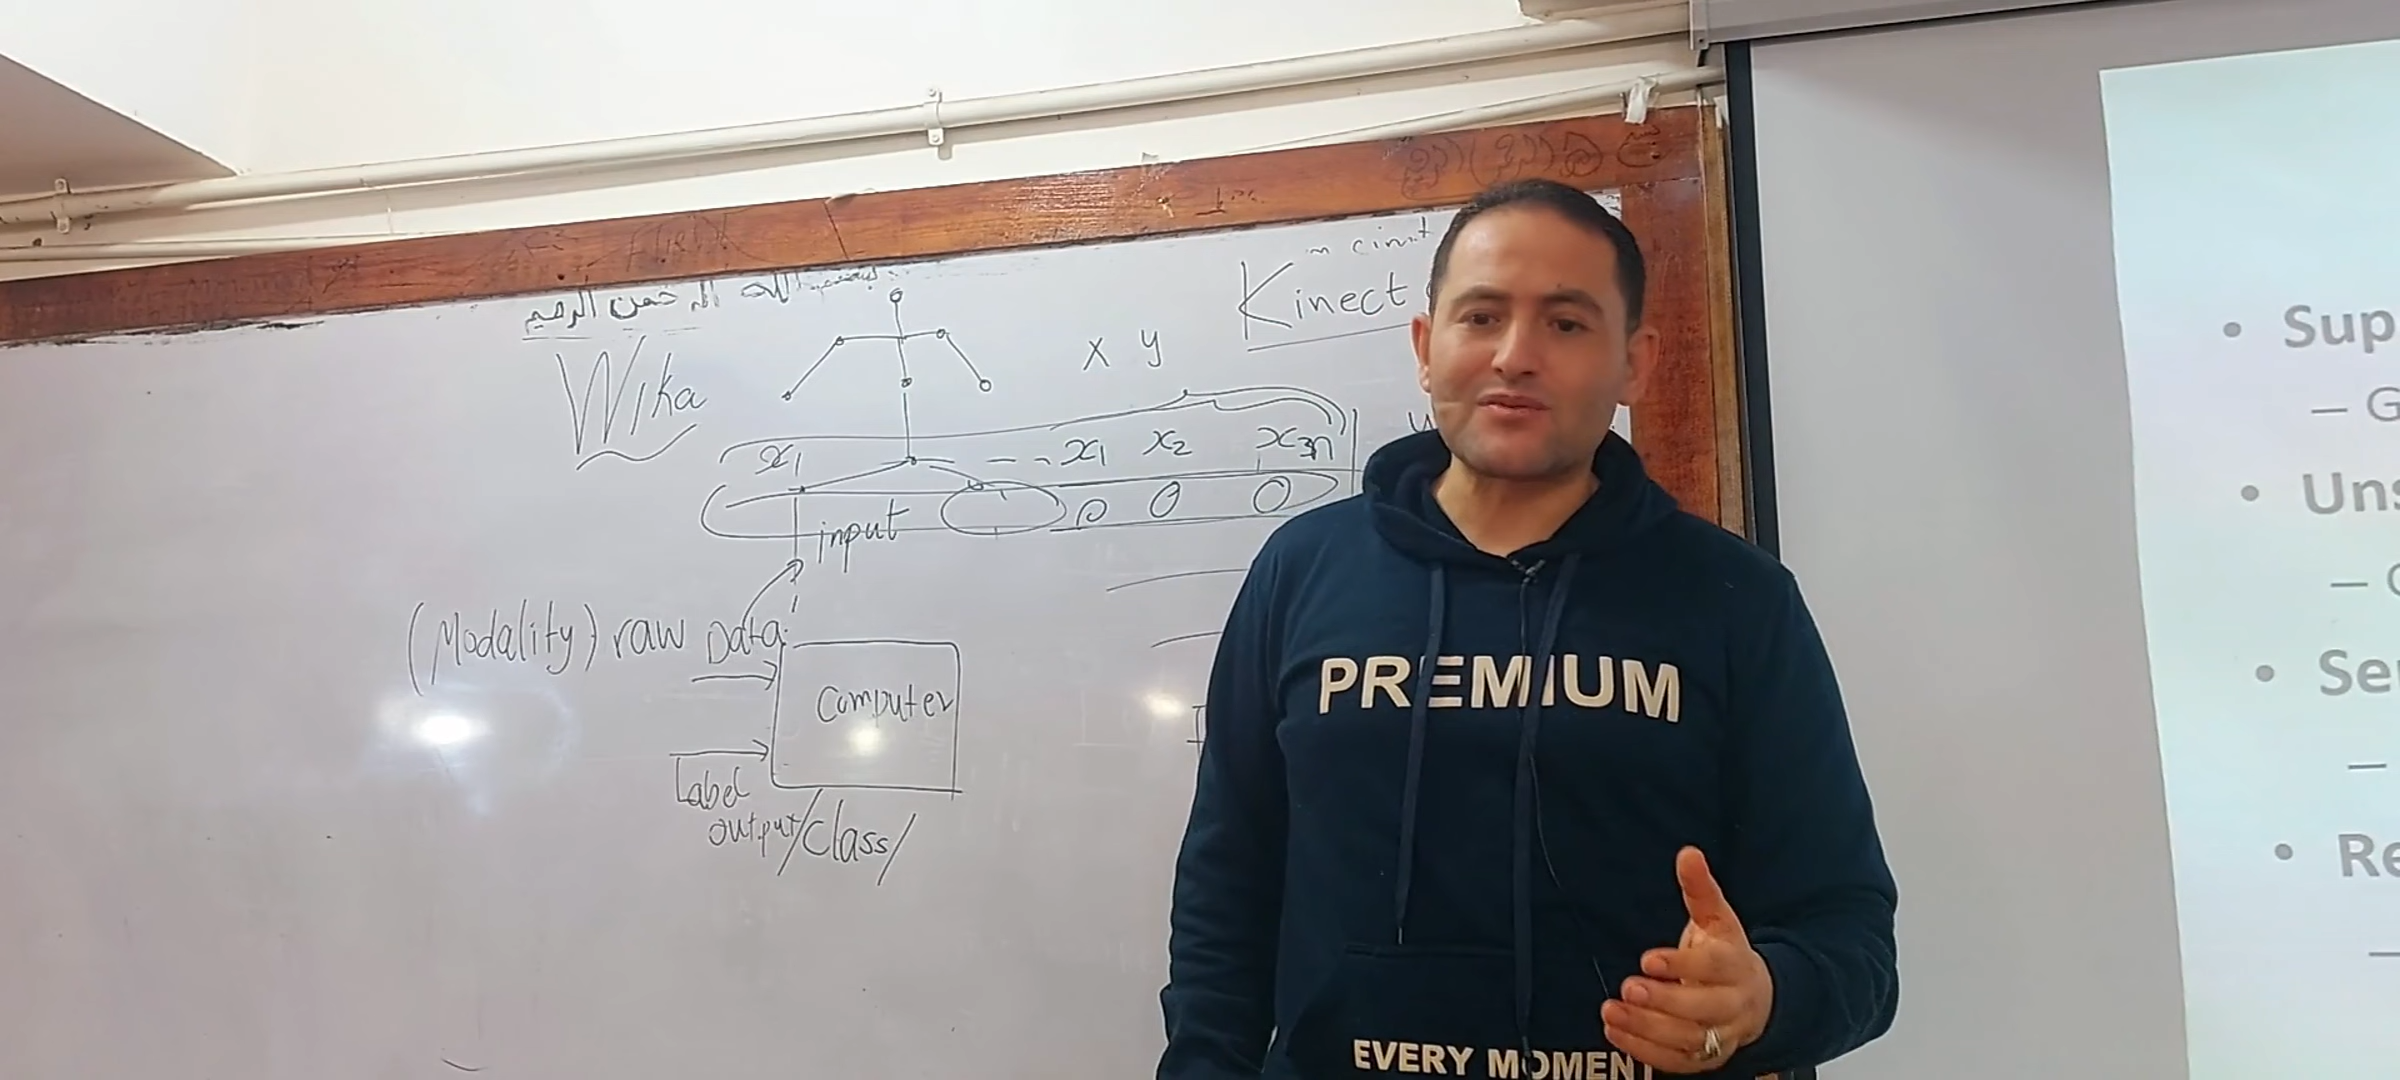 بسم الله الرحمن الرحيم
Wika
Kinect
x y
x1 x1 x2 x3n
input
(Modality) raw Data
Computer
Label
output/class/
PREMIUM
EVERY MOMENT
Sup
– G
Uns
Re